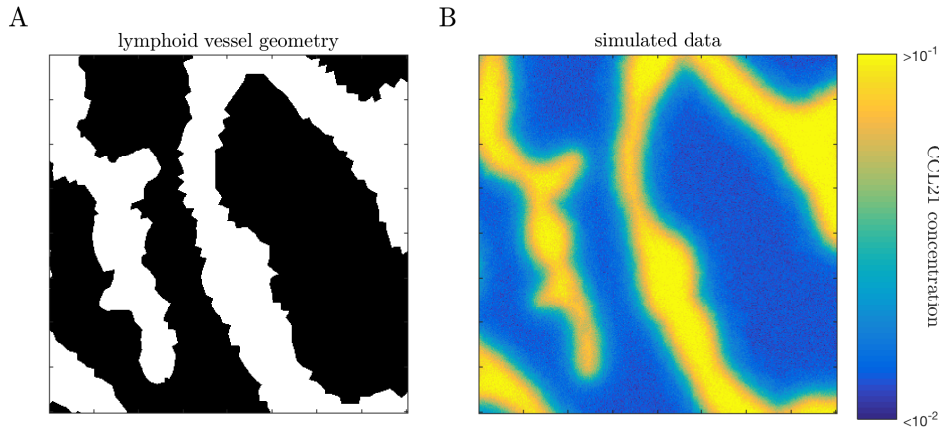 A
B
lymphoid vessel geometry
simulated data
>10⁻¹
CCL21 concentration
<10⁻²